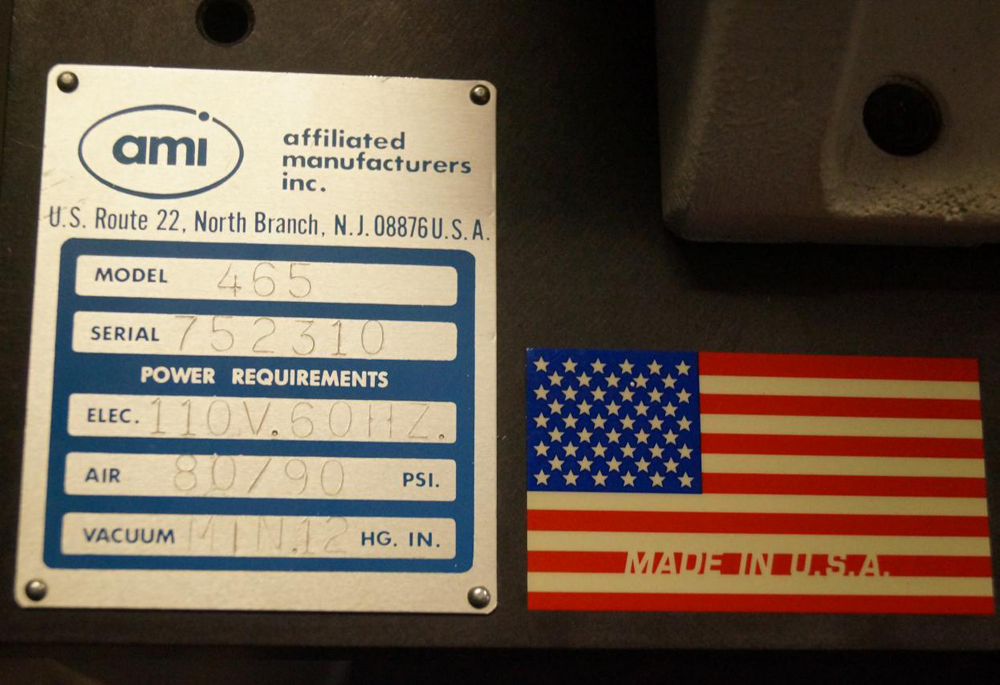 ami
affiliated
manufacturers
inc.
U.S. Route 22, North Branch, N.J. 08876 U.S.A.
MODEL 465
SERIAL 752310
POWER REQUIREMENTS
ELEC. 110V. 60HZ.
AIR 80/90 PSI.
VACUUM MIN.12 HG. IN.
MADE IN U.S.A.